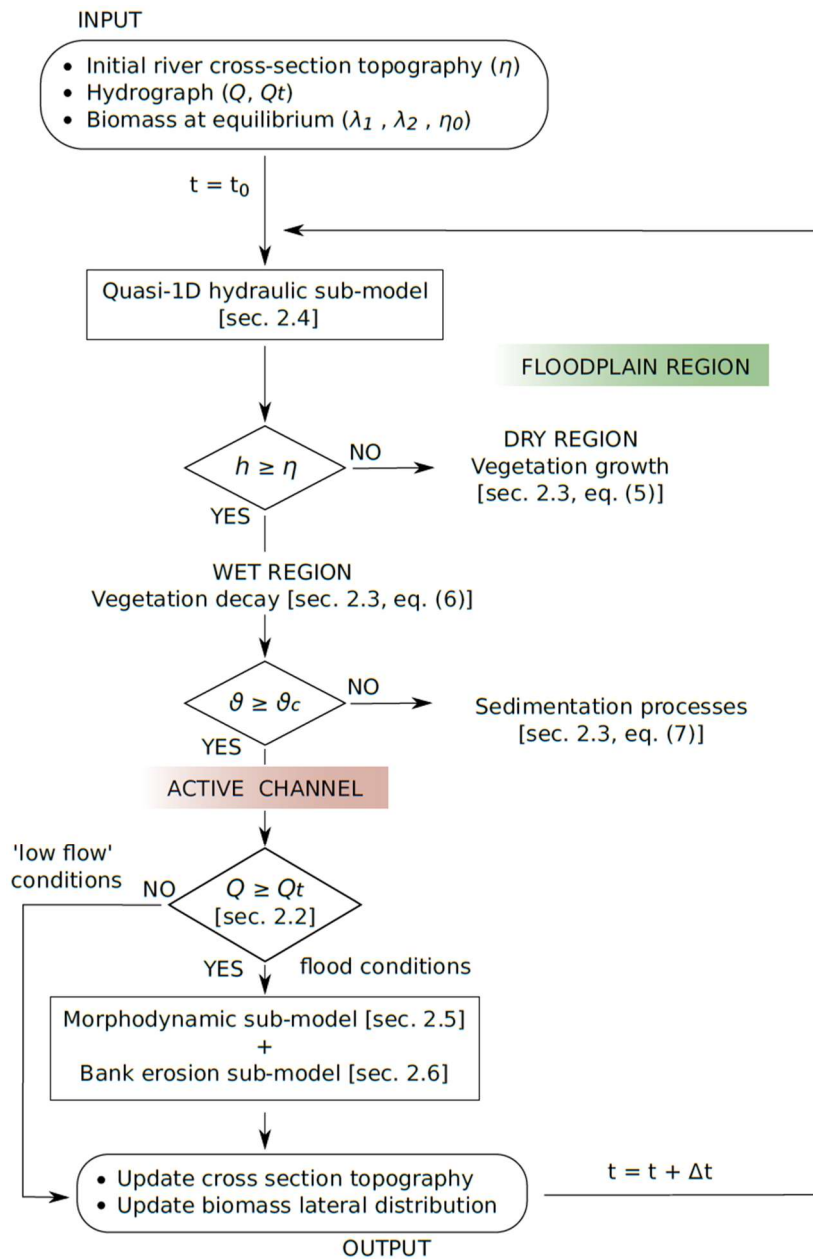 INPUT
• Initial river cross-section topography (η)
• Hydrograph (Q, Qt)
• Biomass at equilibrium (λ₁ , λ₂ , η₀)
t = t₀
Quasi-1D hydraulic sub-model
[sec. 2.4]
FLOODPLAIN REGION
h ≥ η
NO
DRY REGION
Vegetation growth
[sec. 2.3, eq. (5)]
YES
WET REGION
Vegetation decay [sec. 2.3, eq. (6)]
ϑ ≥ ϑc
NO
Sedimentation processes
[sec. 2.3, eq. (7)]
YES
ACTIVE CHANNEL
'low flow'
conditions
NO
Q ≥ Qt
[sec. 2.2]
YES
flood conditions
Morphodynamic sub-model [sec. 2.5]
+
Bank erosion sub-model [sec. 2.6]
• Update cross section topography
• Update biomass lateral distribution
t = t + Δt
OUTPUT